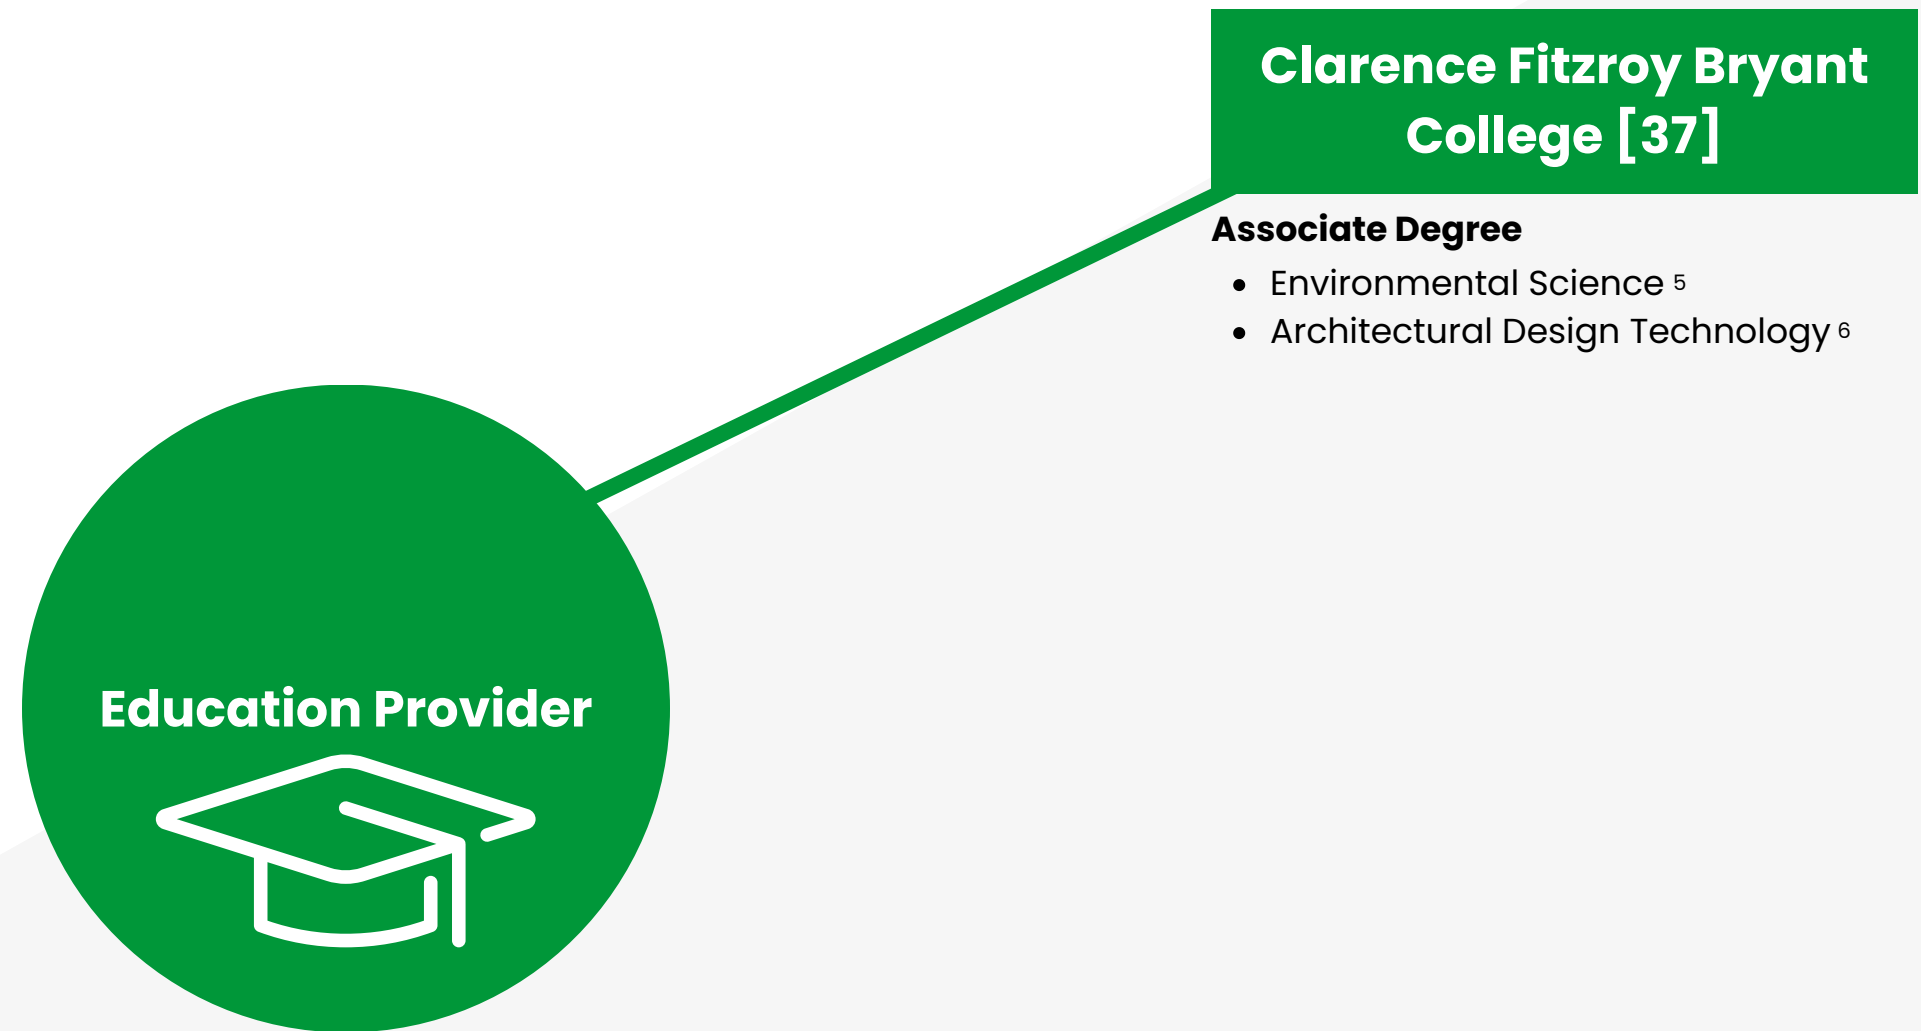 Clarence Fitzroy Bryant
College [37]
Associate Degree
• Environmental Science 5
• Architectural Design Technology 6
Education Provider